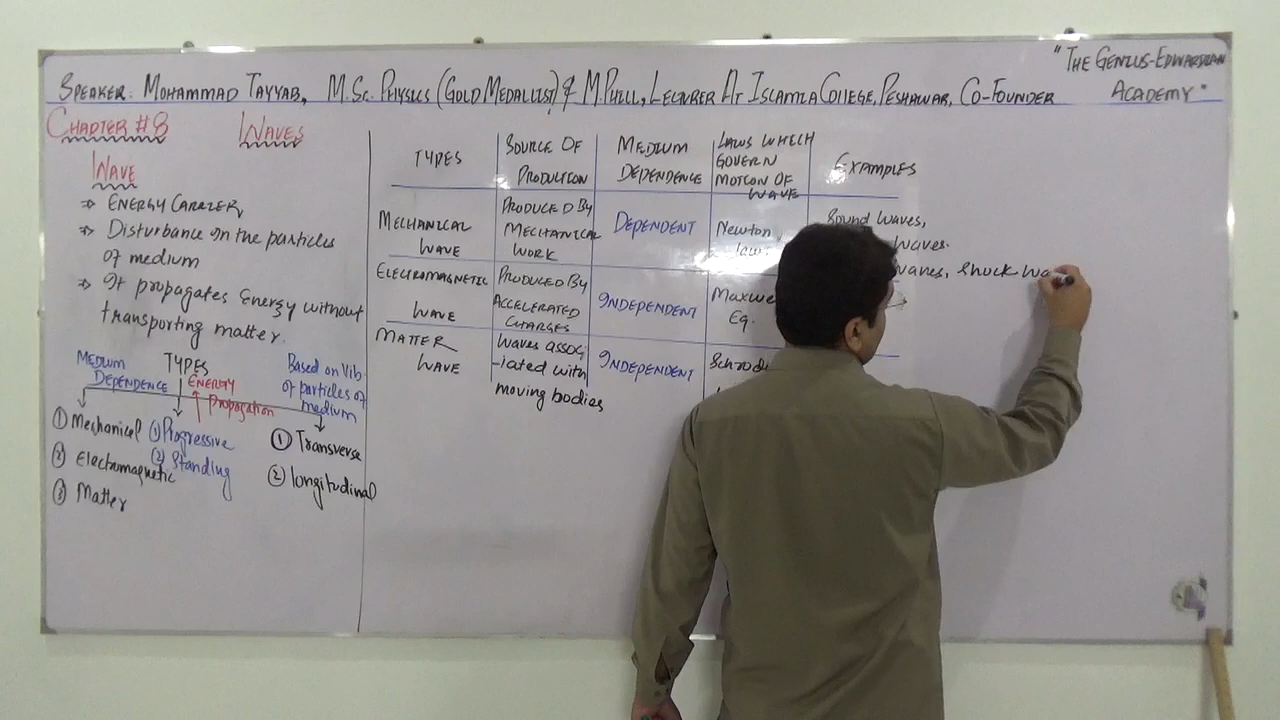 "THE GENIUS-EDWARDIAN
ACADEMY"
SPEAKER: MOHAMMAD TAYYAB, M.Sc. PHYSICS (GOLD MEDALLIST) & M.PHILL, LECTURER AT ISLAMIA COLLEGE, PESHAWAR, CO-FOUNDER
CHAPTER #8 WAVES
WAVE
⇒ ENERGY CARRIER
⇒ Disturbance in the particles
of medium
⇒ It propagates Energy without
transporting matter.
TYPES
MEDIUM
DEPENDENCE
ENERGY
Propogation
Based on Vib.
of particles of
medium
① Mechanical
② Electromagnetic
③ Matter
① Progressive
② Standing
① Transverse
② longitudinal
TYPES
SOURCE OF
PRODUCTION
MEDIUM
DEPENDENCE
LAWS WHICH
GOVERN
MOTION OF
WAVE
EXAMPLES
MECHANICAL
WAVE
PRODUCED BY
MECHANICAL
WORK
DEPENDENT
Newton
law
Sound waves,
waves.
waves, shock wa
ELECTROMAGNETIC
WAVE
PRODUCED BY
ACCELERATED
CHARGES
INDEPENDENT
Maxwe
Eq.
MATTER
WAVE
Waves assoc
-iated with
moving bodies
INDEPENDENT
Schrodi